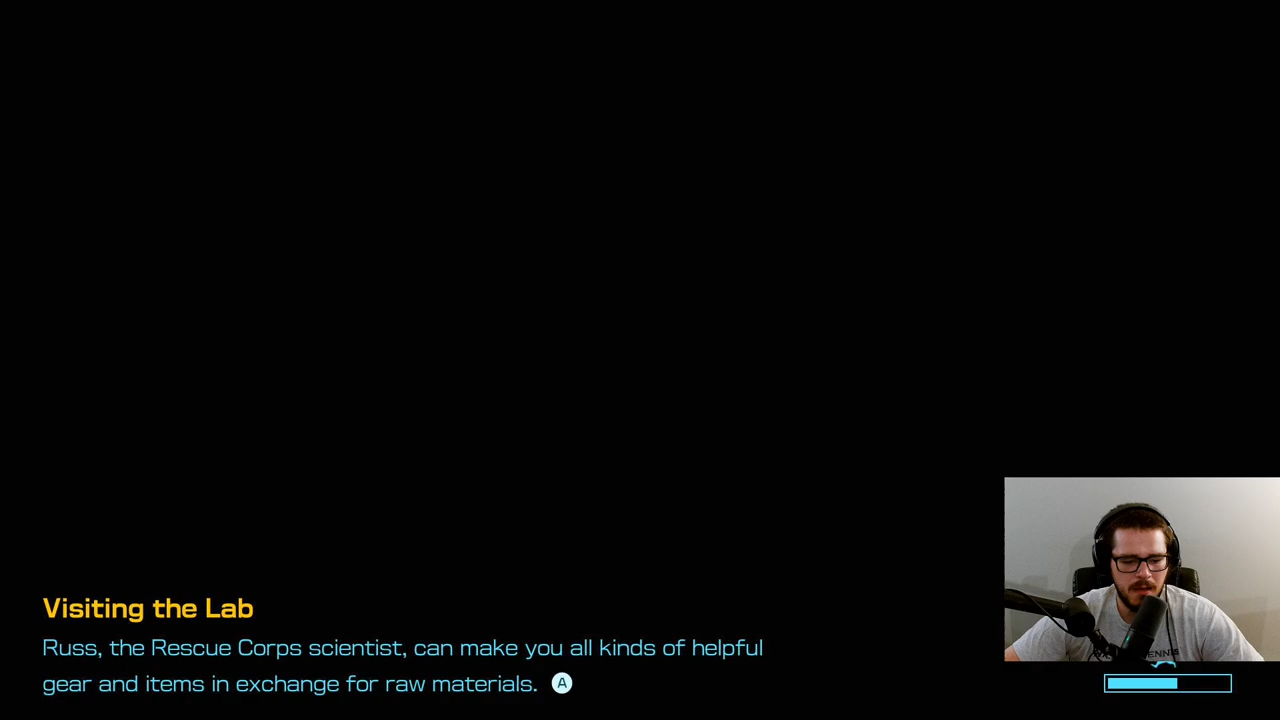 Visiting the Lab
Russ, the Rescue Corps scientist, can make you all kinds of helpful
gear and items in exchange for raw materials. A